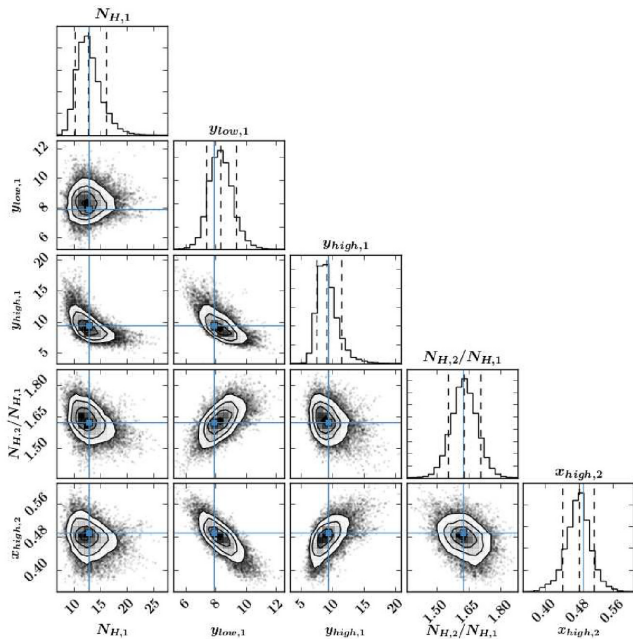 N_{H,1}
y_{low,1}
12
10
8
6
y_{low,1}
y_{high,1}
20
15
10
5
y_{high,1}
N_{H,2}/N_{H,1}
1.80
1.65
1.50
N_{H,2}/N_{H,1}
x_{high,2}
0.56
0.48
0.40
x_{high,2}
10 15 20 25 6 8 10 12 5 10 15 20 1.50 1.65 1.80 0.40 0.48 0.56
N_{H,1} y_{low,1} y_{high,1} N_{H,2}/N_{H,1} x_{high,2}